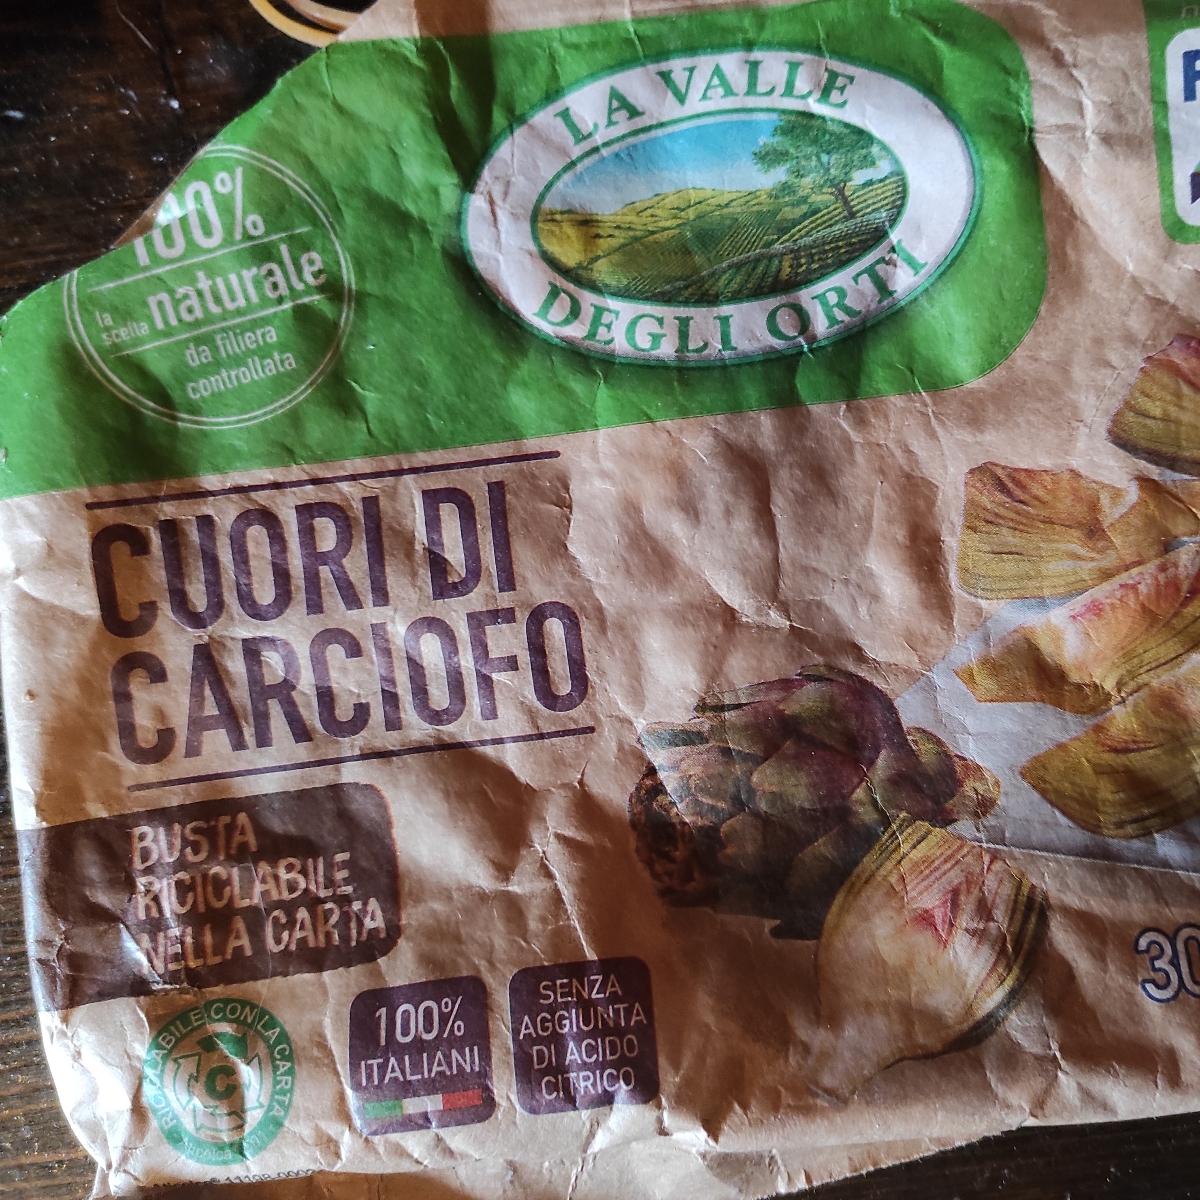 LA VALLE
DEGLI ORTI
100%
la scelta naturale
da filiera
controllata
CUORI DI
CARCIOFO
BUSTA
RICICLABILE
NELLA CARTA
100%
ITALIANI
SENZA
AGGIUNTA
DI ACIDO
CITRICO
RICICLABILE CON LA CARTA
C
30